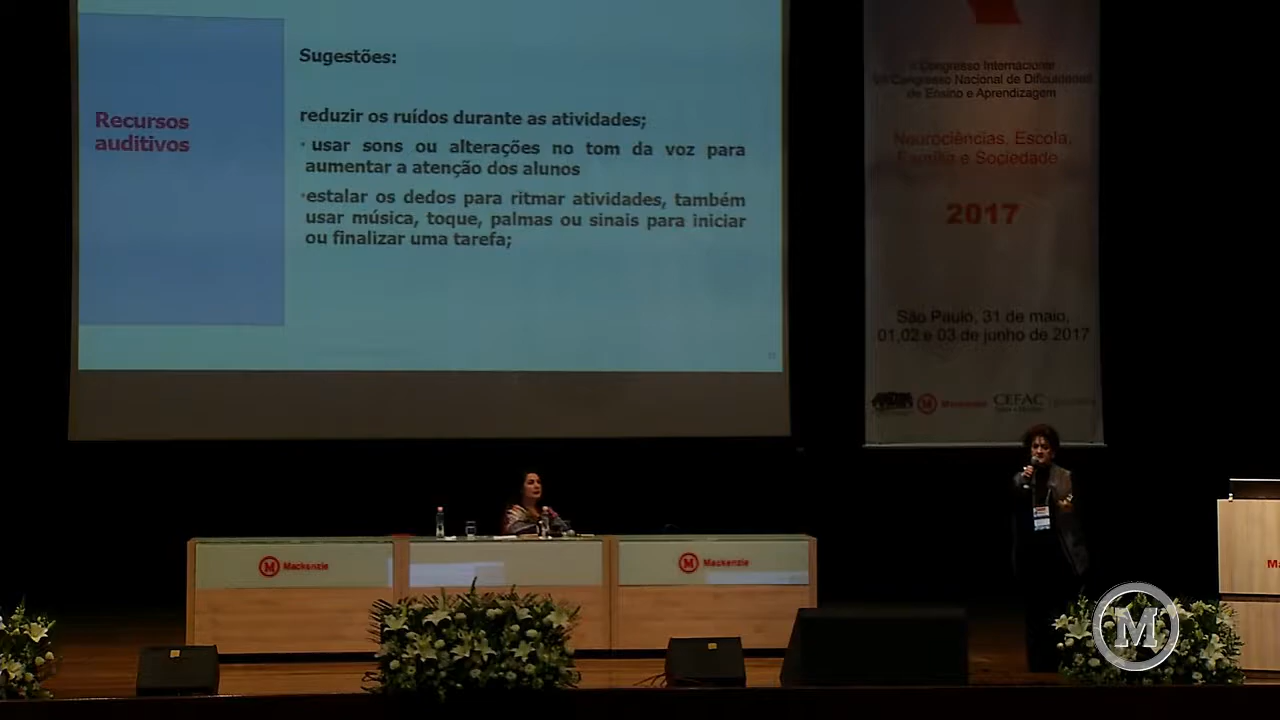 Sugestões:
Recursos
auditivos
reduzir os ruídos durante as atividades;
usar sons ou alterações no tom da voz para
aumentar a atenção dos alunos
estalar os dedos para ritmar atividades, também
usar música, toque, palmas ou sinais para iniciar
ou finalizar uma tarefa;
Congresso Internacional
Congresso Nacional de Dificuldades
de Ensino e Aprendizagem
Neurociências, Escola,
Família e Sociedade
2017
São Paulo, 31 de maio,
01,02 e 03 de junho de 2017
M Mackenzie CEFAC
M Mackenzie
M Mackenzie
M